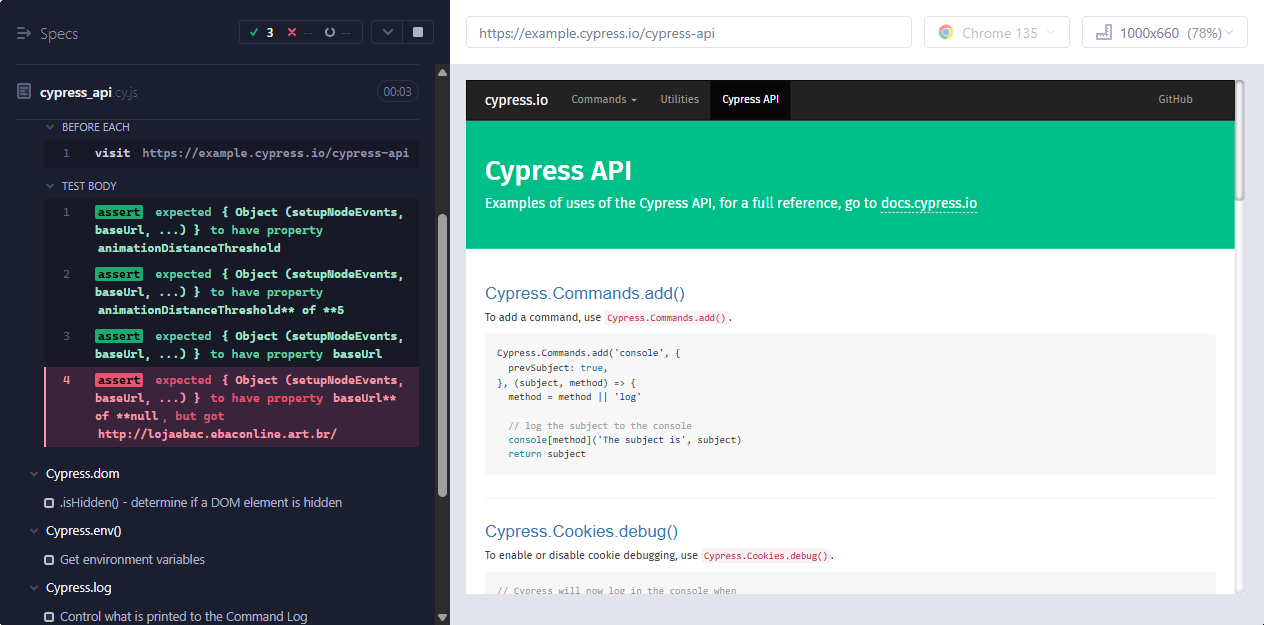 Specs
3
--
--
https://example.cypress.io/cypress-api
Chrome 135
1000x660 (78%)
cypress_api.cy.js
00:03
BEFORE EACH
1 visit https://example.cypress.io/cypress-api
TEST BODY
1 assert expected { Object (setupNodeEvents,
baseUrl, ...) } to have property
animationDistanceThreshold
2 assert expected { Object (setupNodeEvents,
baseUrl, ...) } to have property
animationDistanceThreshold** of **5
3 assert expected { Object (setupNodeEvents,
baseUrl, ...) } to have property baseUrl
4 assert expected { Object (setupNodeEvents,
baseUrl, ...) } to have property baseUrl**
of **null, but got
http://lojaebac.ebaconline.art.br/
Cypress.dom
.isHidden() - determine if a DOM element is hidden
Cypress.env()
Get environment variables
Cypress.log
Control what is printed to the Command Log
cypress.io
Commands
Utilities
Cypress API
GitHub
Cypress API
Examples of uses of the Cypress API, for a full reference, go to docs.cypress.io
Cypress.Commands.add()
To add a command, use Cypress.Commands.add().
Cypress.Commands.add('console', {
prevSubject: true,
}, (subject, method) => {
method = method || 'log'
// log the subject to the console
console[method]('The subject is', subject)
return subject
Cypress.Cookies.debug()
To enable or disable cookie debugging, use Cypress.Cookies.debug().
// Cypress will now log in the console when